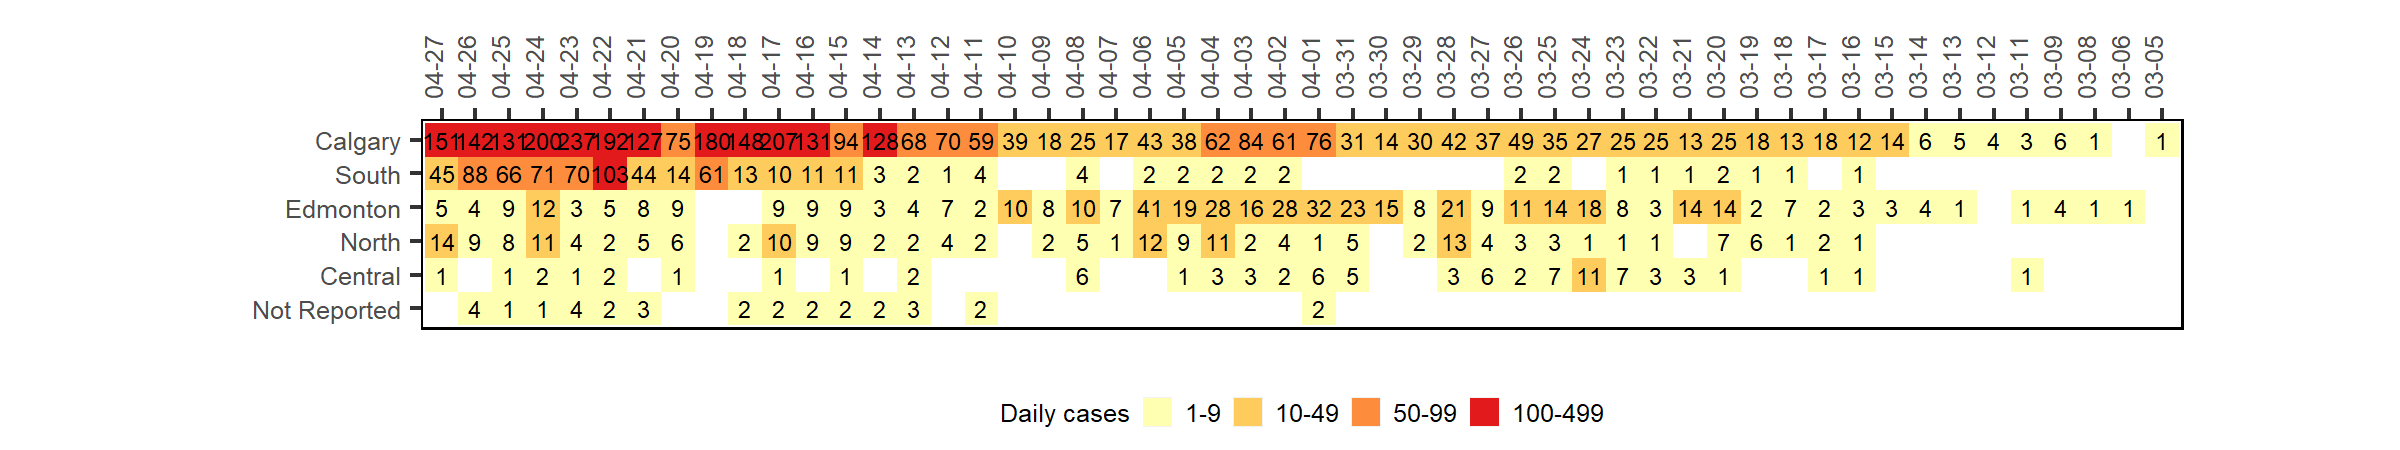 04-27 04-26 04-25 04-24 04-23 04-22 04-21 04-20 04-19 04-18 04-17 04-16 04-15 04-14 04-13 04-12 04-11 04-10 04-09 04-08 04-07 04-06 04-05 04-04 04-03 04-02 04-01 03-31 03-30 03-29 03-28 03-27 03-26 03-25 03-24 03-23 03-22 03-21 03-20 03-19 03-18 03-17 03-16 03-15 03-14 03-13 03-12 03-11 03-09 03-08 03-06 03-05
Calgary 151 142 131 200 237 192 127 75 180 148 207 131 94 128 68 70 59 39 18 25 17 43 38 62 84 61 76 31 14 30 42 37 49 35 27 25 25 13 25 18 13 18 12 14 6 5 4 3 6 1 1
South 45 88 66 71 70 103 44 14 61 13 10 11 11 3 2 1 4 4 2 2 2 2 2 2 2 1 1 1 2 1 1 1
Edmonton 5 4 9 12 3 5 8 9 9 9 9 3 4 7 2 10 8 10 7 41 19 28 16 28 32 23 15 8 21 9 11 14 18 8 3 14 14 2 7 2 3 3 4 1 1 4 1 1
North 14 9 8 11 4 2 5 6 2 10 9 9 2 2 4 2 2 5 1 12 9 11 2 4 1 5 2 13 4 3 3 1 1 1 7 6 1 2 1
Central 1 1 2 1 2 1 1 1 2 6 1 3 3 2 6 5 3 6 2 7 11 7 3 3 1 1 1 1
Not Reported 4 1 1 4 2 3 2 2 2 2 2 3 2 2
Daily cases 1-9 10-49 50-99 100-499